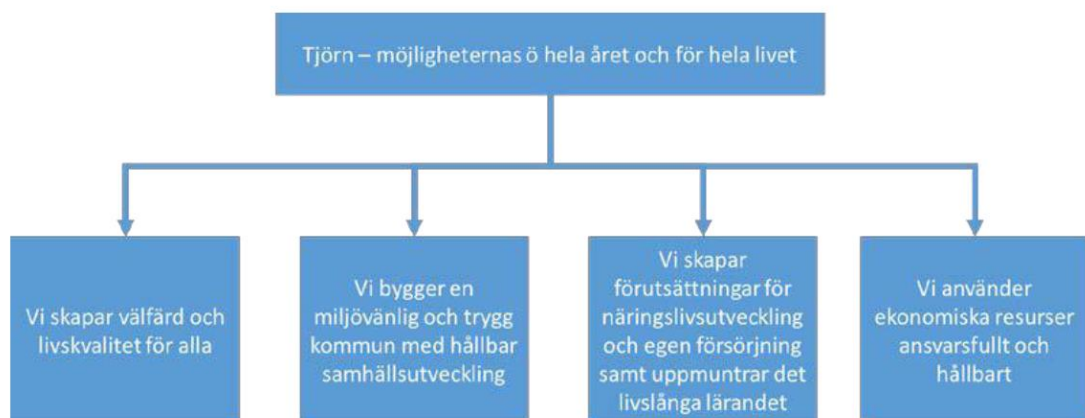 Tjörn – möjligheternas ö hela året och för hela livet
Vi skapar välfärd och
livskvalitet för alla
Vi bygger en
miljövänlig och trygg
kommun med hållbar
samhällsutveckling
Vi skapar
förutsättningar för
näringslivsutveckling
och egen försörjning
samt uppmuntrar det
livslånga lärandet
Vi använder
ekonomiska resurser
ansvarsfullt och
hållbart